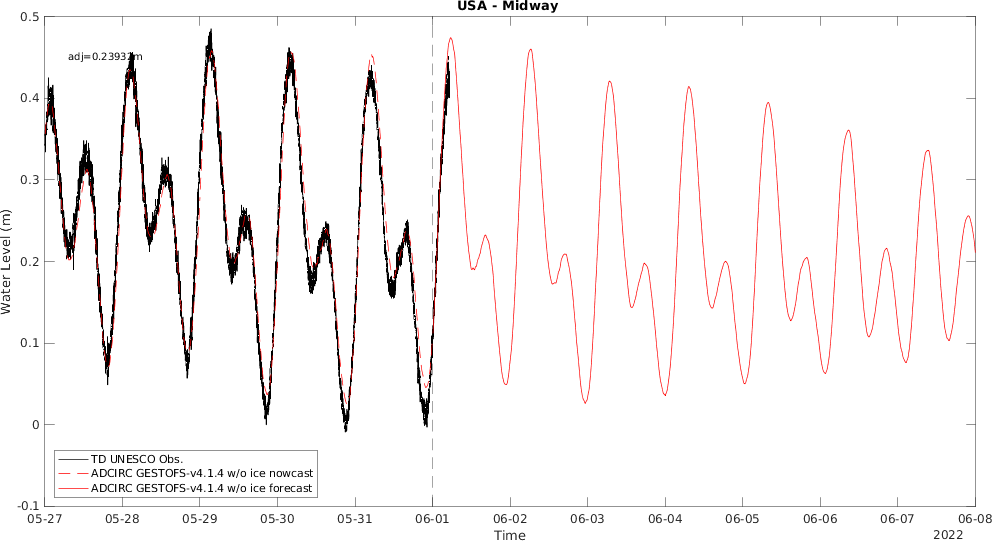 USA - Midway
adj=0.23932m
Water Level (m)
0.5
0.4
0.3
0.2
0.1
0
-0.1
TD UNESCO Obs.
ADCIRC GESTOFS-v4.1.4 w/o ice nowcast
ADCIRC GESTOFS-v4.1.4 w/o ice forecast
05-27 05-28 05-29 05-30 05-31 06-01 06-02 06-03 06-04 06-05 06-06 06-07 06-08
Time
2022